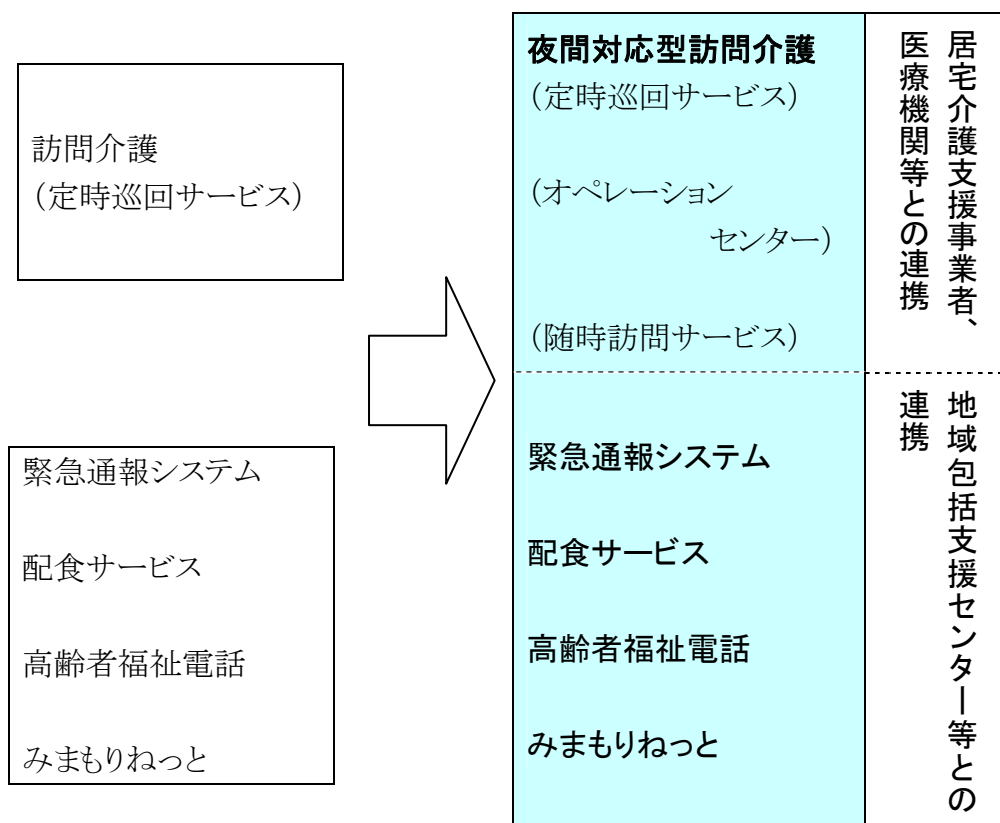 訪問介護
(定時巡回サービス)
緊急通報システム
配食サービス
高齢者福祉電話
みまもりねっと
夜間対応型訪問介護
(定時巡回サービス)
(オペレーション
センター)
(随時訪問サービス)
緊急通報システム
配食サービス
高齢者福祉電話
みまもりねっと
居宅介護支援事業者、
医療機関等との連携
地域包括支援センター等との
連携